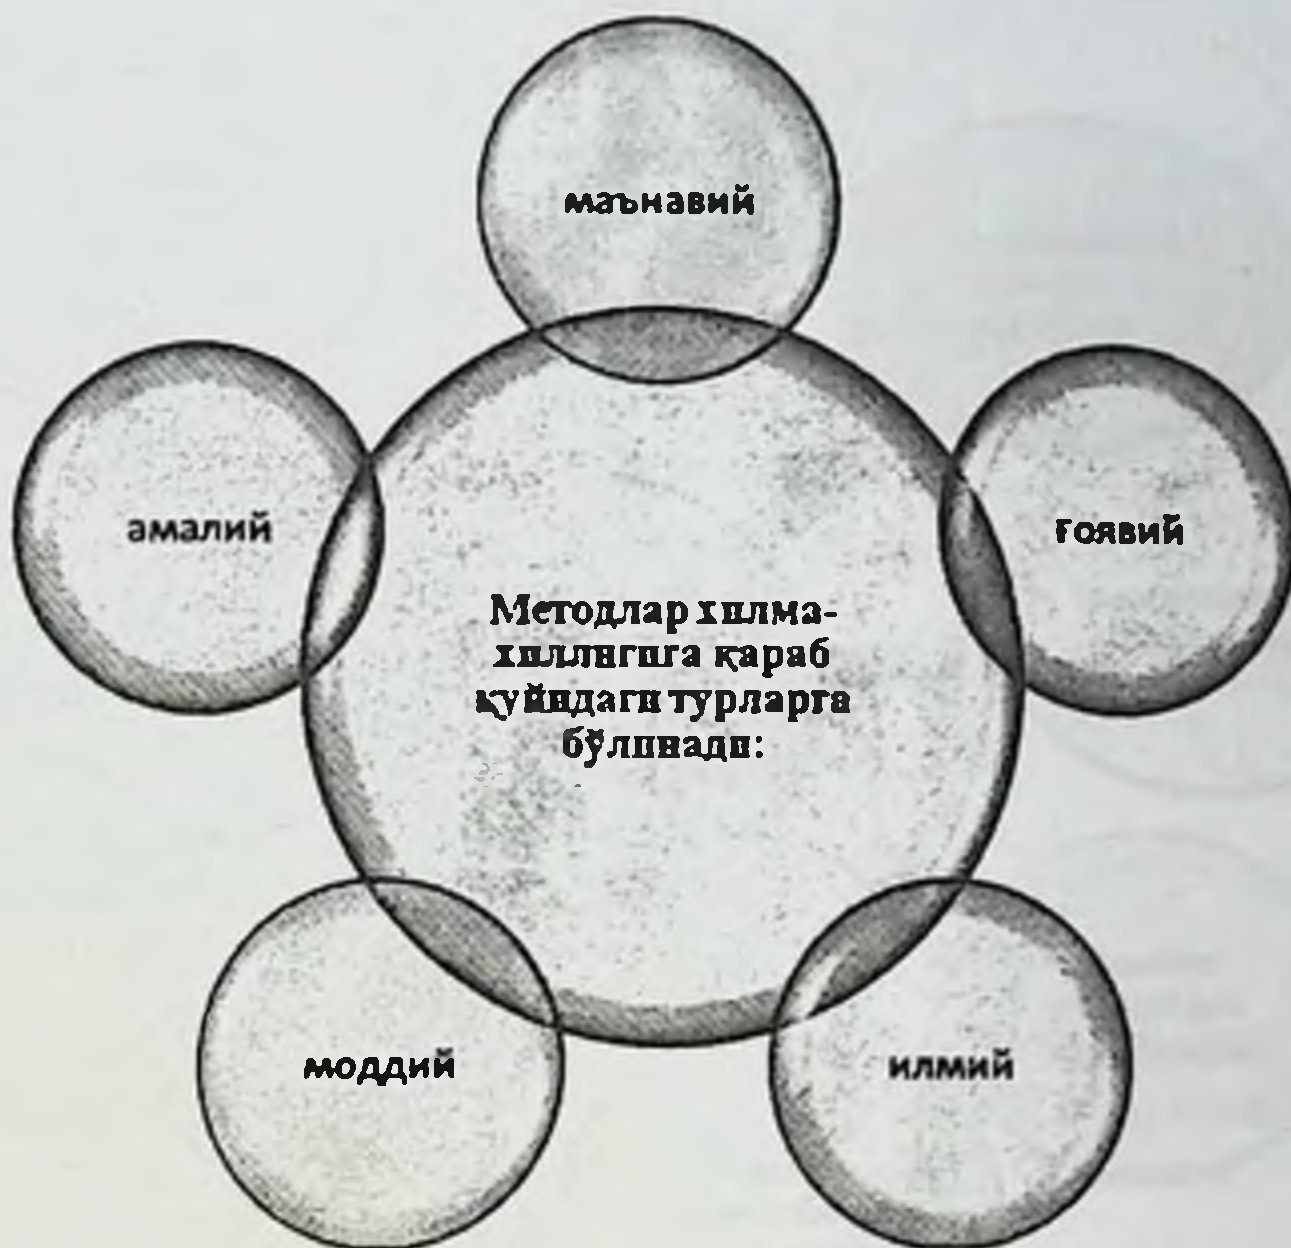 маънавий
амалий
ғоявий
Методлар хилма-
хиллигига қараб
қуйидаги турларга
бўлинади:
моддий
илмий